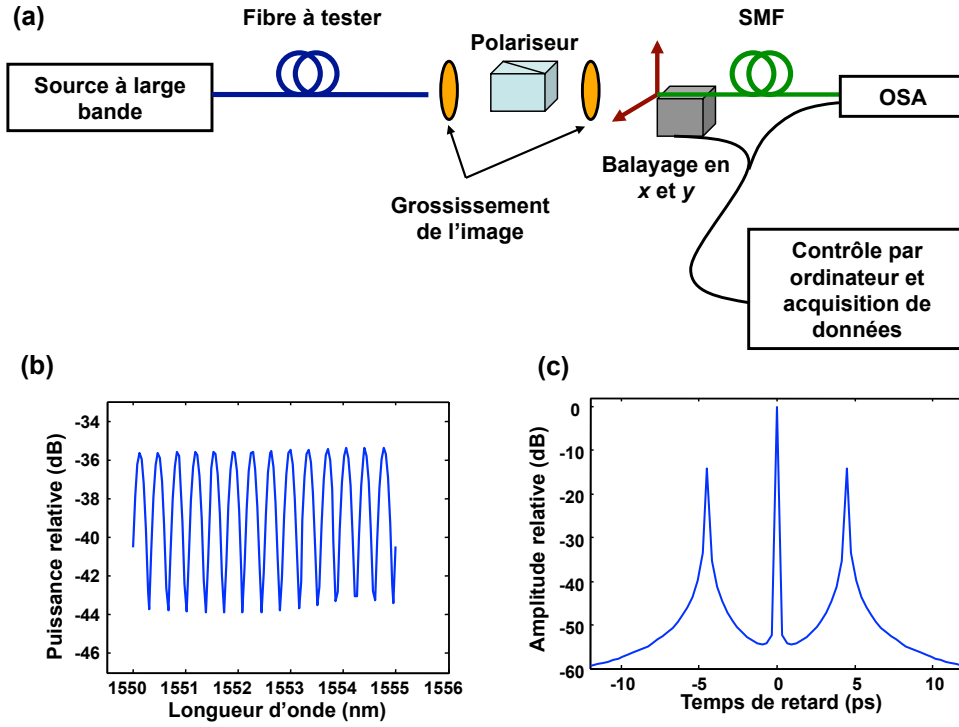 (a)
Fibre à tester
SMF
Polariseur
Source à large
bande
OSA
Balayage en
x et y
Grossissement
de l'image
Contrôle par
ordinateur et
acquisition de
données
(b)
Puissance relative (dB)
-34
-36
-38
-40
-42
-44
-46
1550 1551 1552 1553 1554 1555 1556
Longueur d'onde (nm)
(c)
Amplitude relative (dB)
0
-10
-20
-30
-40
-50
-60
-10 -5 0 5 10
Temps de retard (ps)